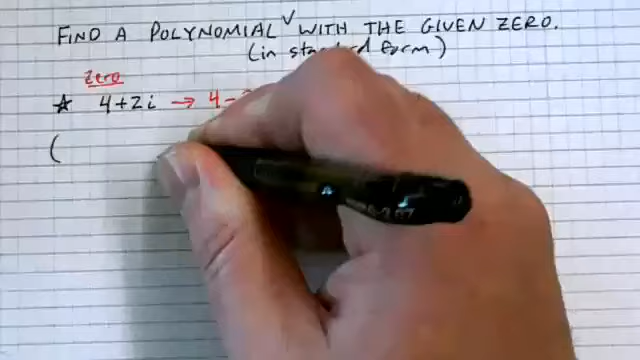 FIND A POLYNOMIAL WITH THE GIVEN ZERO.
(in standard form)
Zero
★ 4+2i → 4 -
(